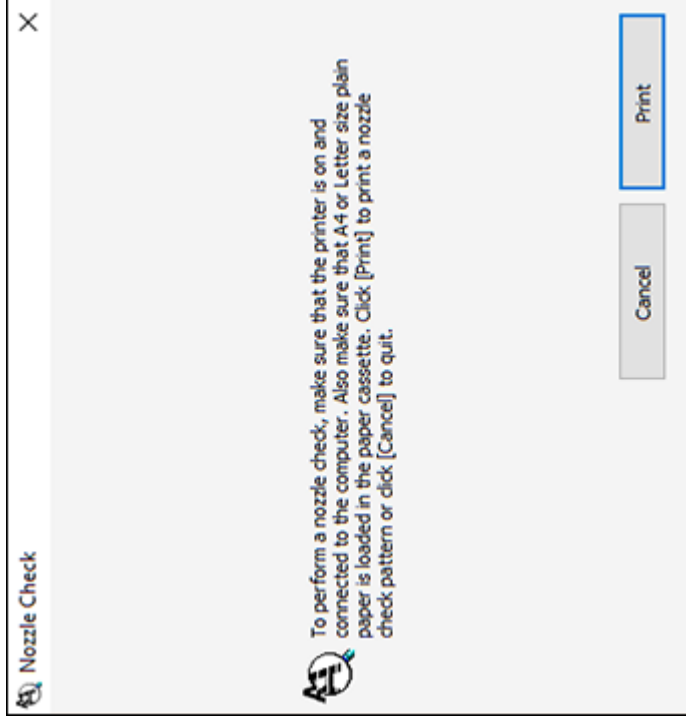 Nozzle Check
To perform a nozzle check, make sure that the printer is on and
connected to the computer. Also make sure that A4 or Letter size plain
paper is loaded in the paper cassette. Click [Print] to print a nozzle
check pattern or click [Cancel] to quit.
Cancel
Print